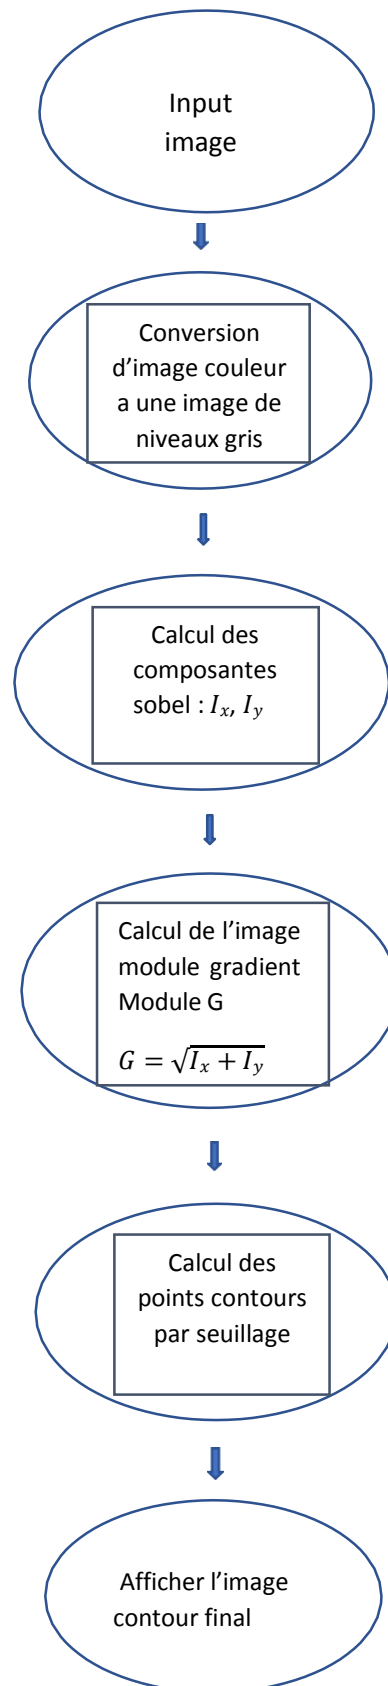 Input
image
Conversion
d’image couleur
a une image de
niveaux gris
Calcul des
composantes
sobel : I_x, I_y
Calcul de l’image
module gradient
Module G
G = √(I_x + I_y)
Calcul des
points contours
par seuillage
Afficher l’image
contour final